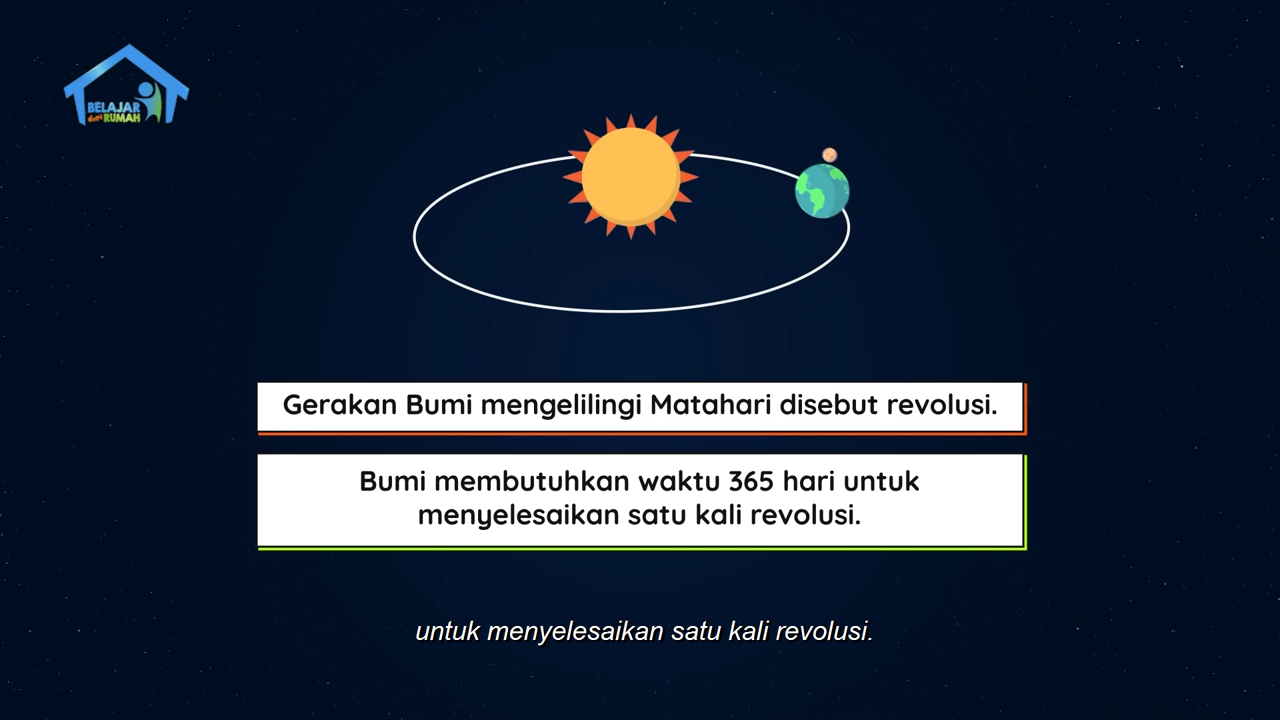 BELAJAR
dari RUMAH
Gerakan Bumi mengelilingi Matahari disebut revolusi.
Bumi membutuhkan waktu 365 hari untuk
menyelesaikan satu kali revolusi.
untuk menyelesaikan satu kali revolusi.